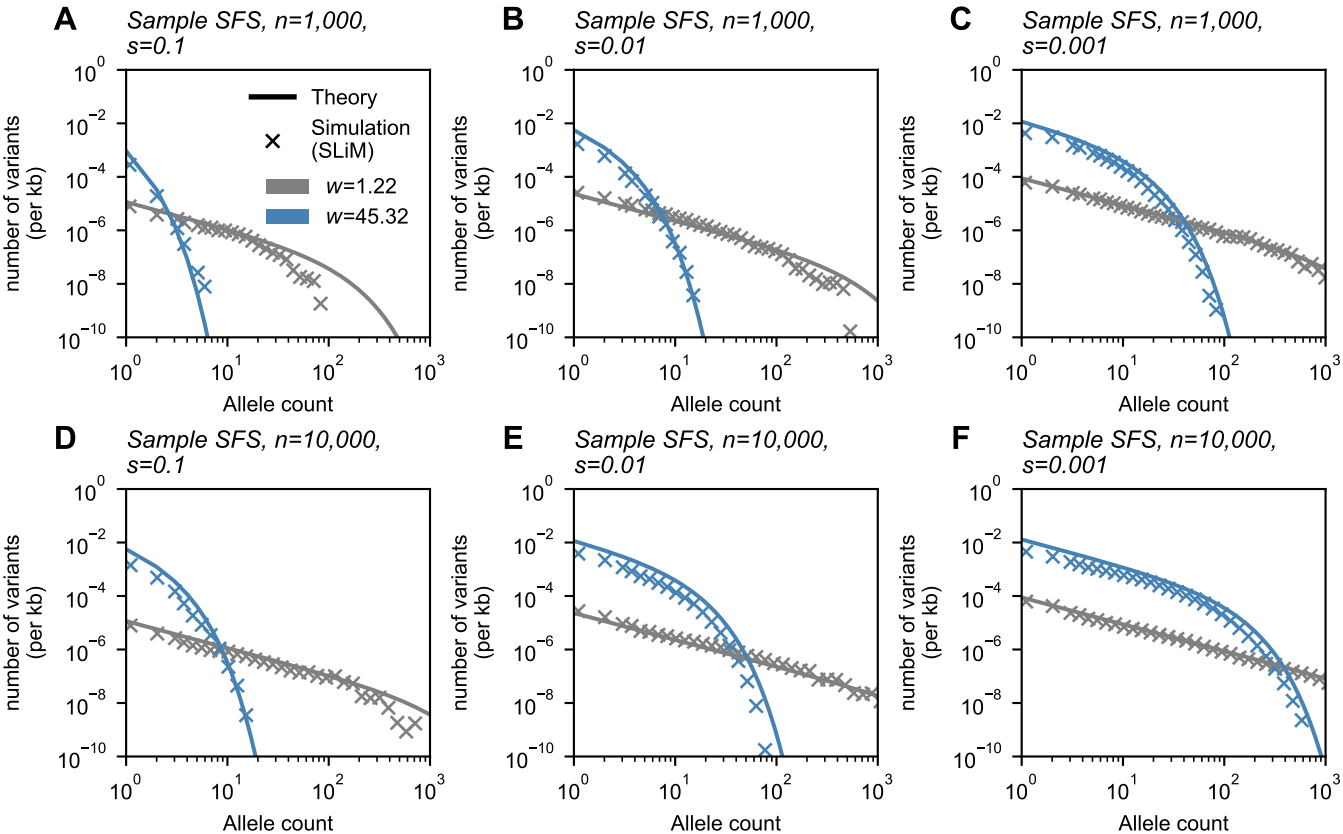 A
Sample SFS, n=1,000,
s=0.1
number of variants
(per kb)
10^0
10^−2
10^−4
10^−6
10^−8
10^−10
Theory
Simulation
(SLiM)
w=1.22
w=45.32
10^0 10^1 10^2 10^3
Allele count
B
Sample SFS, n=1,000,
s=0.01
number of variants
(per kb)
10^0
10^−2
10^−4
10^−6
10^−8
10^−10
10^0 10^1 10^2 10^3
Allele count
C
Sample SFS, n=1,000,
s=0.001
number of variants
(per kb)
10^0
10^−2
10^−4
10^−6
10^−8
10^−10
10^0 10^1 10^2 10^3
Allele count
D
Sample SFS, n=10,000,
s=0.1
number of variants
(per kb)
10^0
10^−2
10^−4
10^−6
10^−8
10^−10
10^0 10^1 10^2 10^3
Allele count
E
Sample SFS, n=10,000,
s=0.01
number of variants
(per kb)
10^0
10^−2
10^−4
10^−6
10^−8
10^−10
10^0 10^1 10^2 10^3
Allele count
F
Sample SFS, n=10,000,
s=0.001
number of variants
(per kb)
10^0
10^−2
10^−4
10^−6
10^−8
10^−10
10^0 10^1 10^2 10^3
Allele count